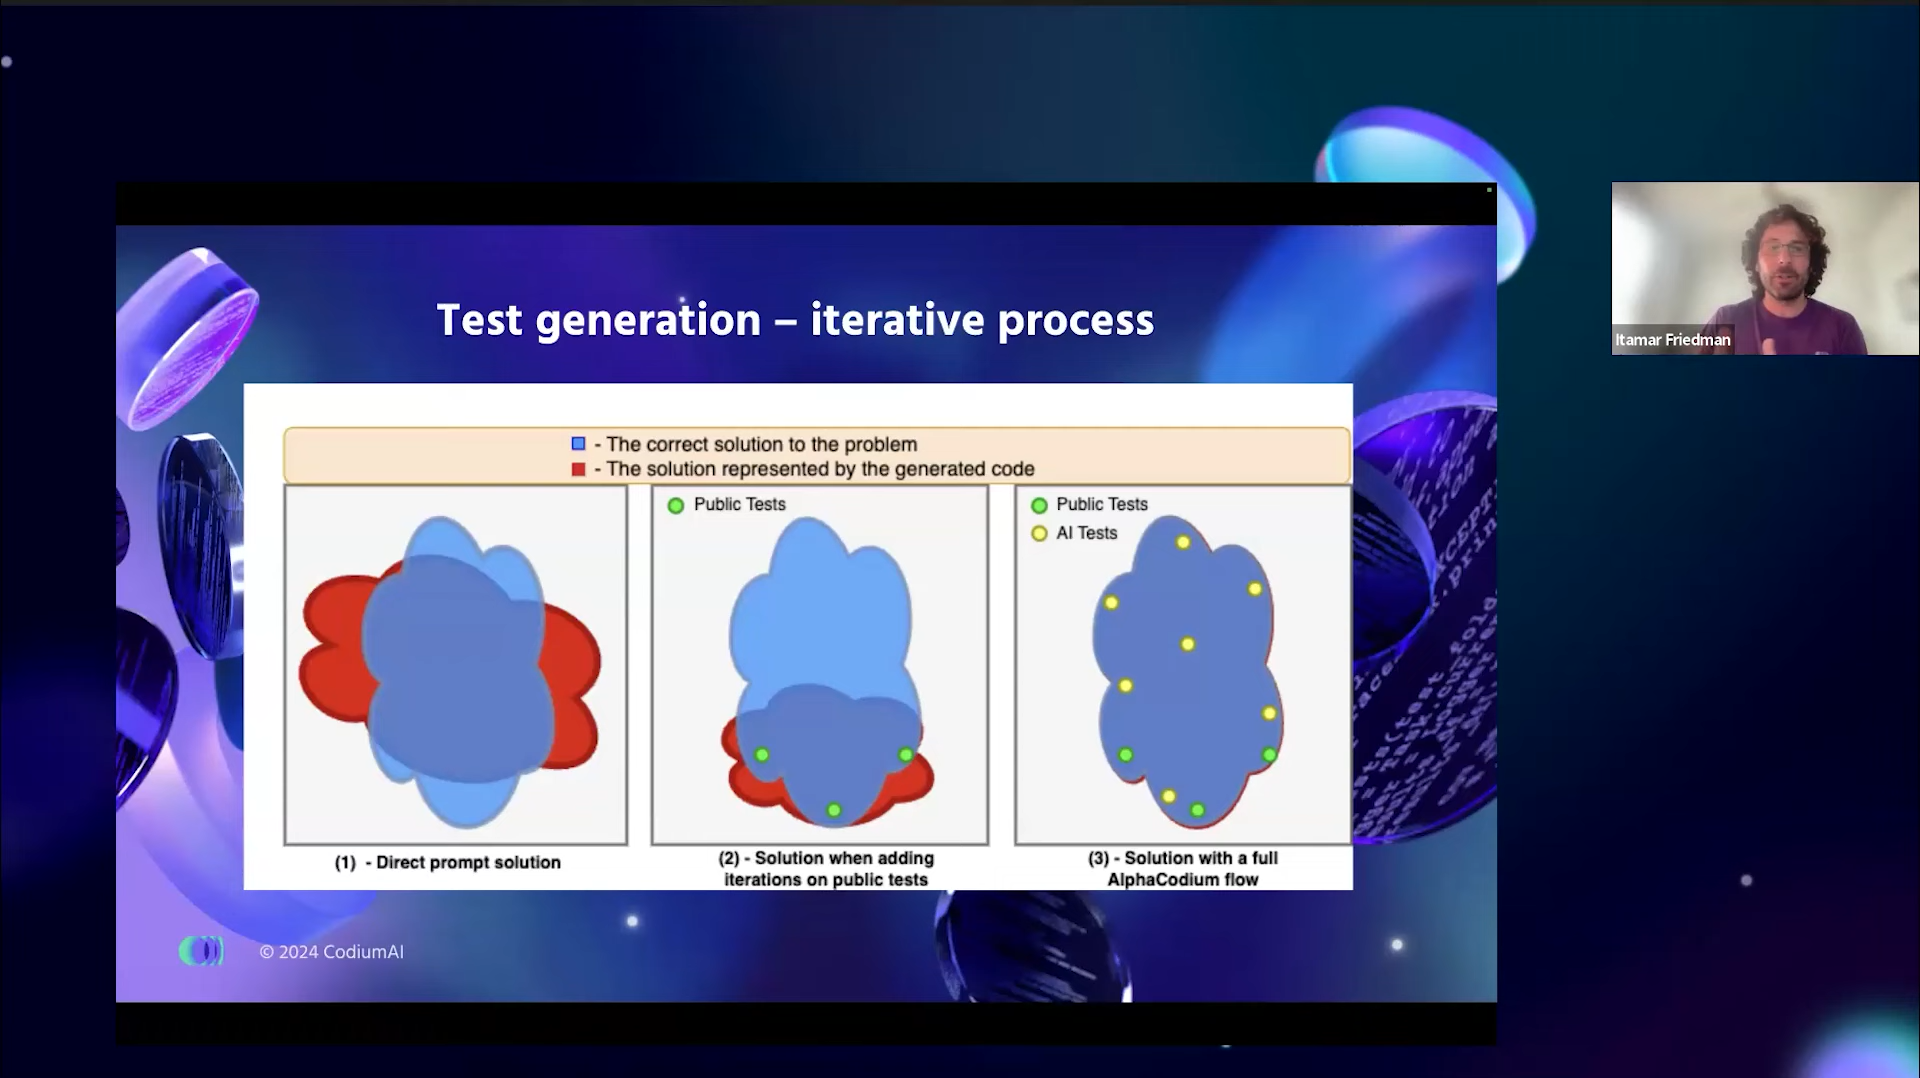 Test generation – iterative process
- The correct solution to the problem
- The solution represented by the generated code
Public Tests
Public Tests
AI Tests
(1) - Direct prompt solution
(2) - Solution when adding
iterations on public tests
(3) - Solution with a full
AlphaCodium flow
© 2024 CodiumAI
Itamar Friedman